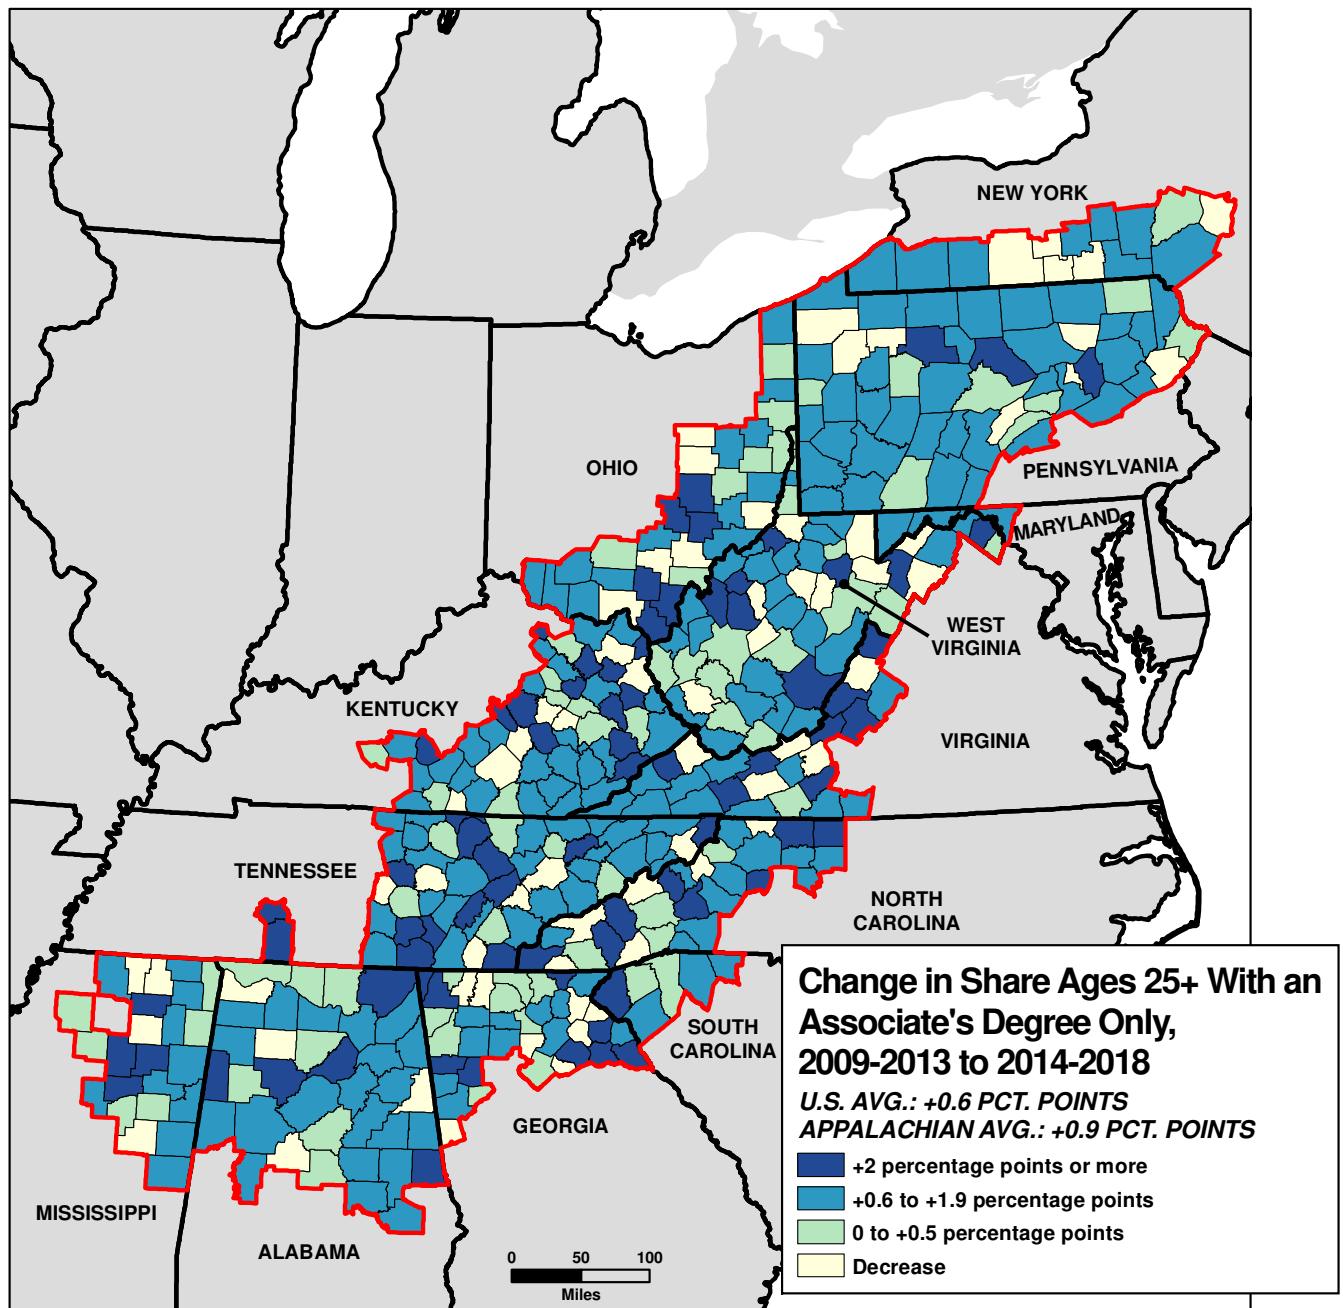 NEW YORK
OHIO
PENNSYLVANIA
MARYLAND
WEST
VIRGINIA
KENTUCKY
VIRGINIA
TENNESSEE
NORTH
CAROLINA
SOUTH
CAROLINA
GEORGIA
MISSISSIPPI
ALABAMA
0 50 100
Miles
Change in Share Ages 25+ With an
Associate's Degree Only,
2009-2013 to 2014-2018
U.S. AVG.: +0.6 PCT. POINTS
APPALACHIAN AVG.: +0.9 PCT. POINTS
+2 percentage points or more
+0.6 to +1.9 percentage points
0 to +0.5 percentage points
Decrease